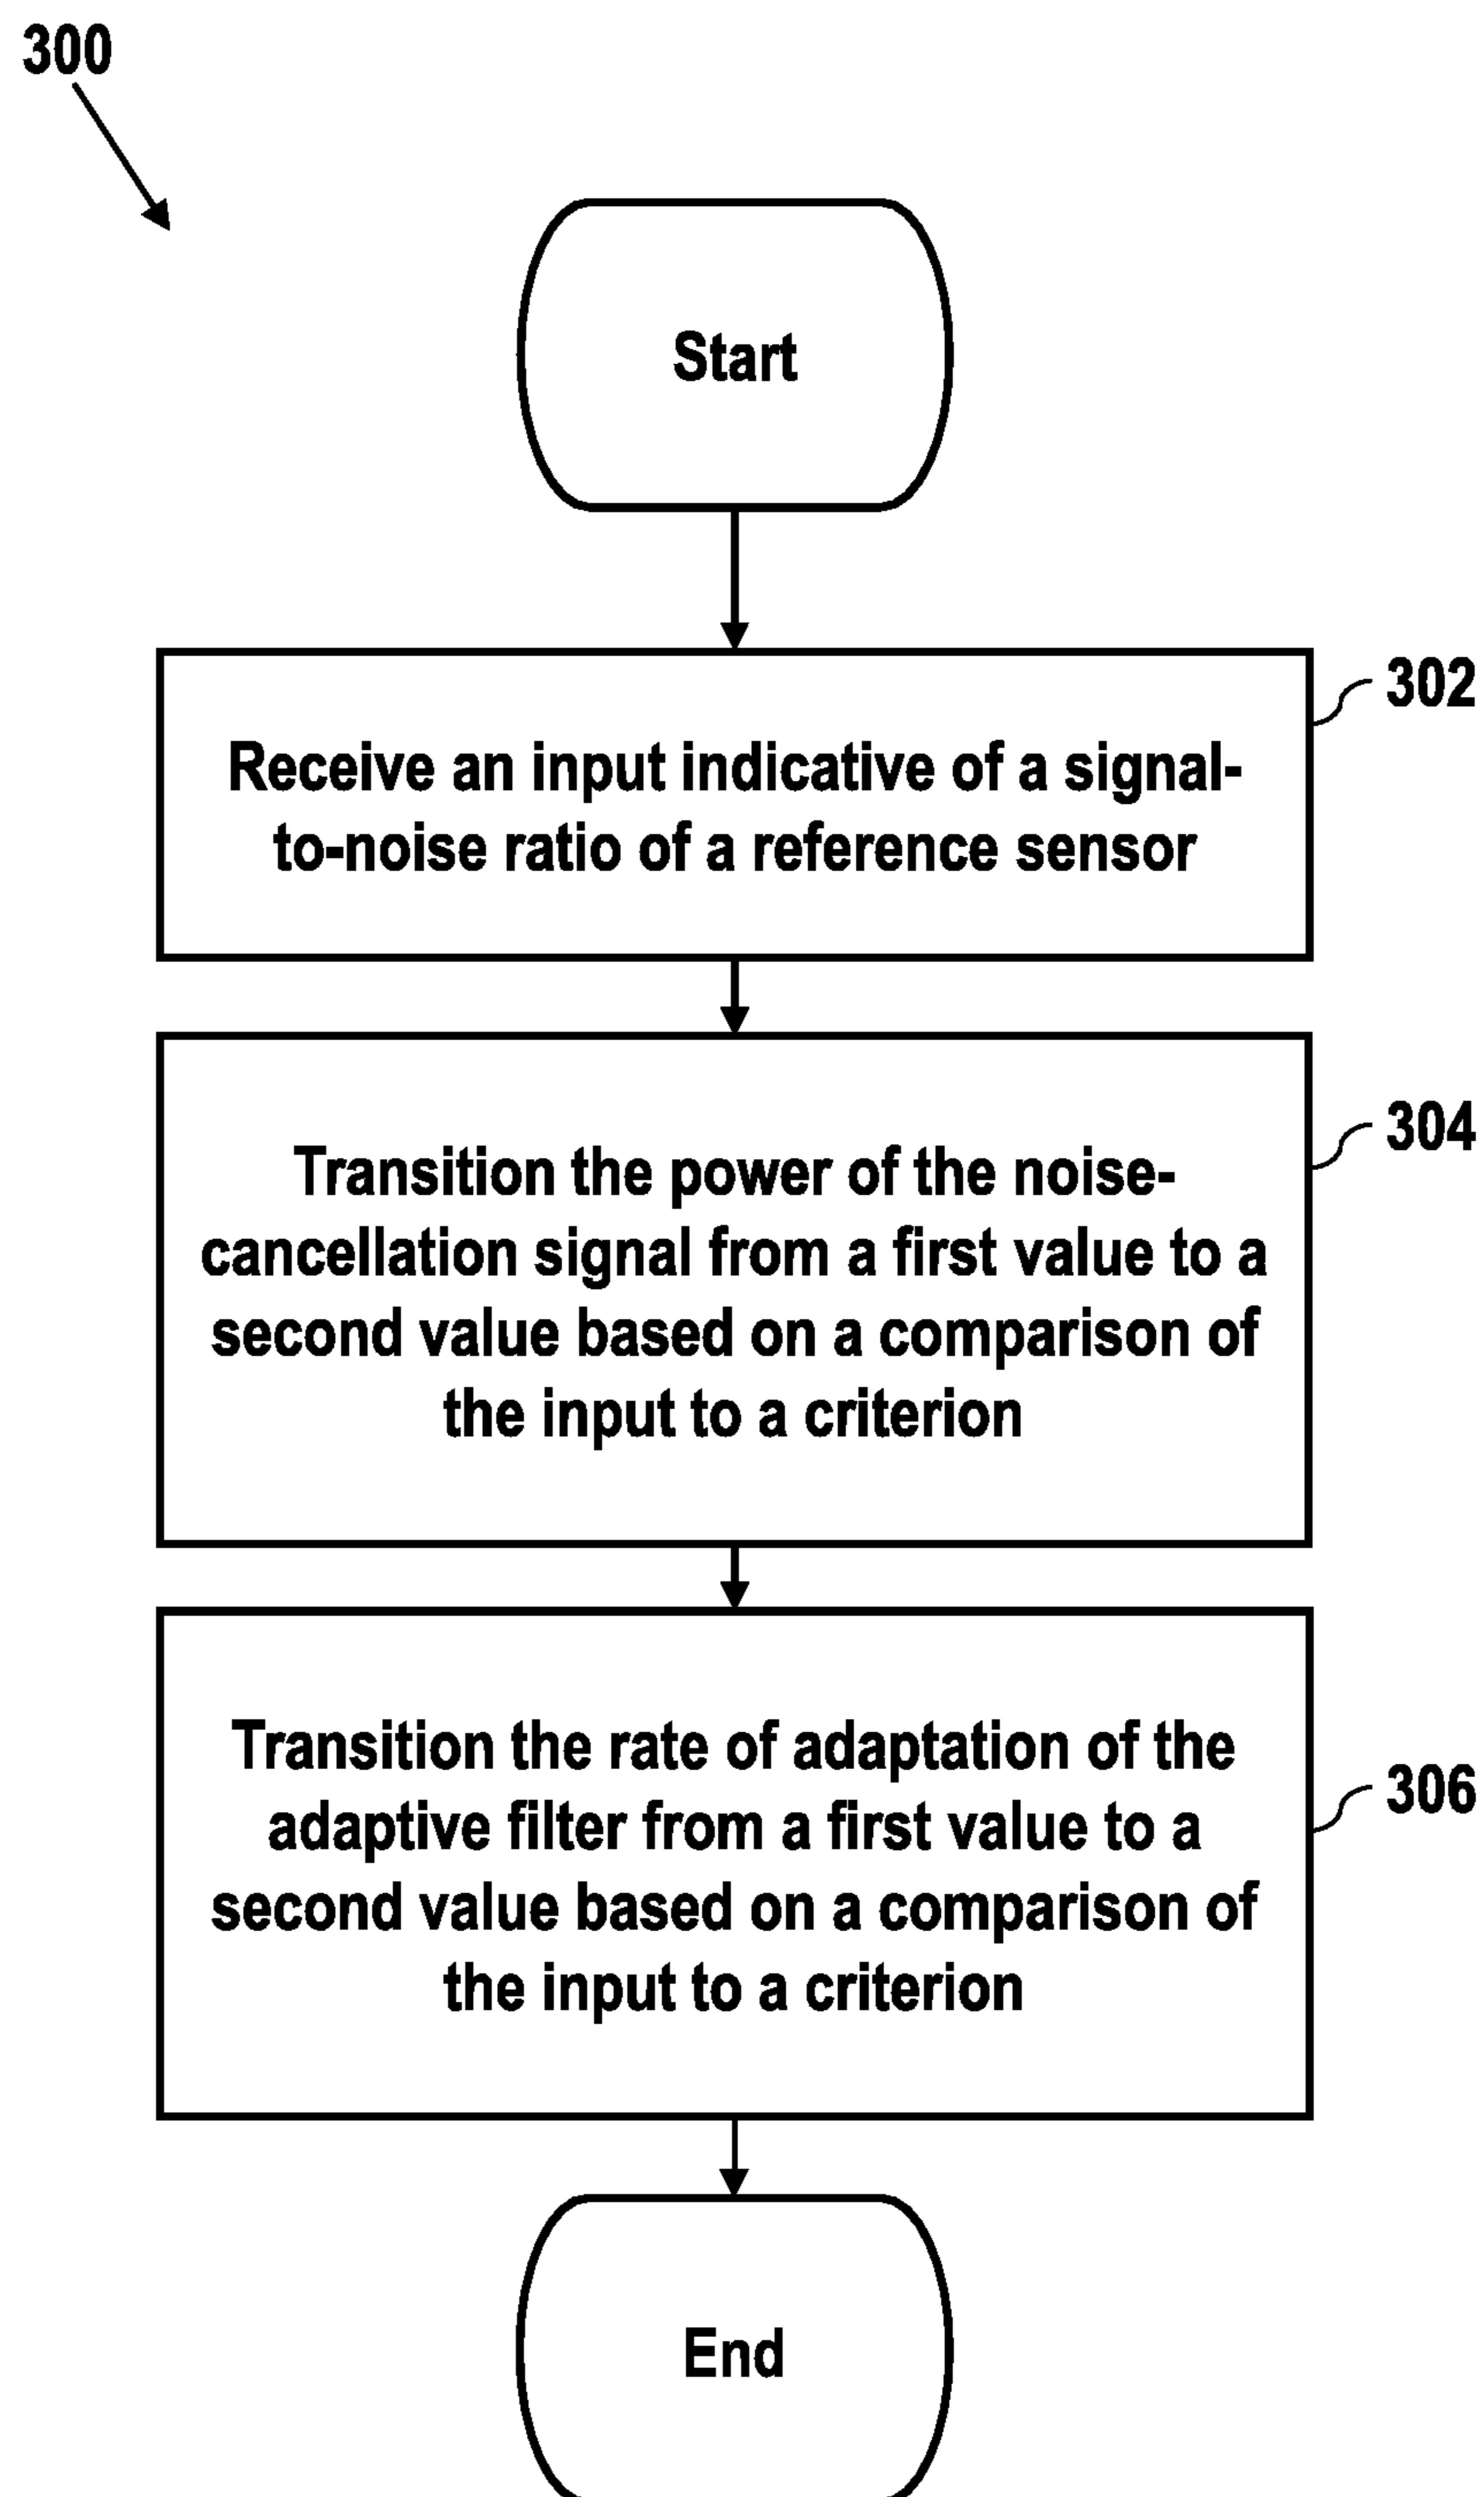 300
Start
302
Receive an input indicative of a signal-
to-noise ratio of a reference sensor
304
Transition the power of the noise-
cancellation signal from a first value to a
second value based on a comparison of
the input to a criterion
306
Transition the rate of adaptation of the
adaptive filter from a first value to a
second value based on a comparison of
the input to a criterion
End